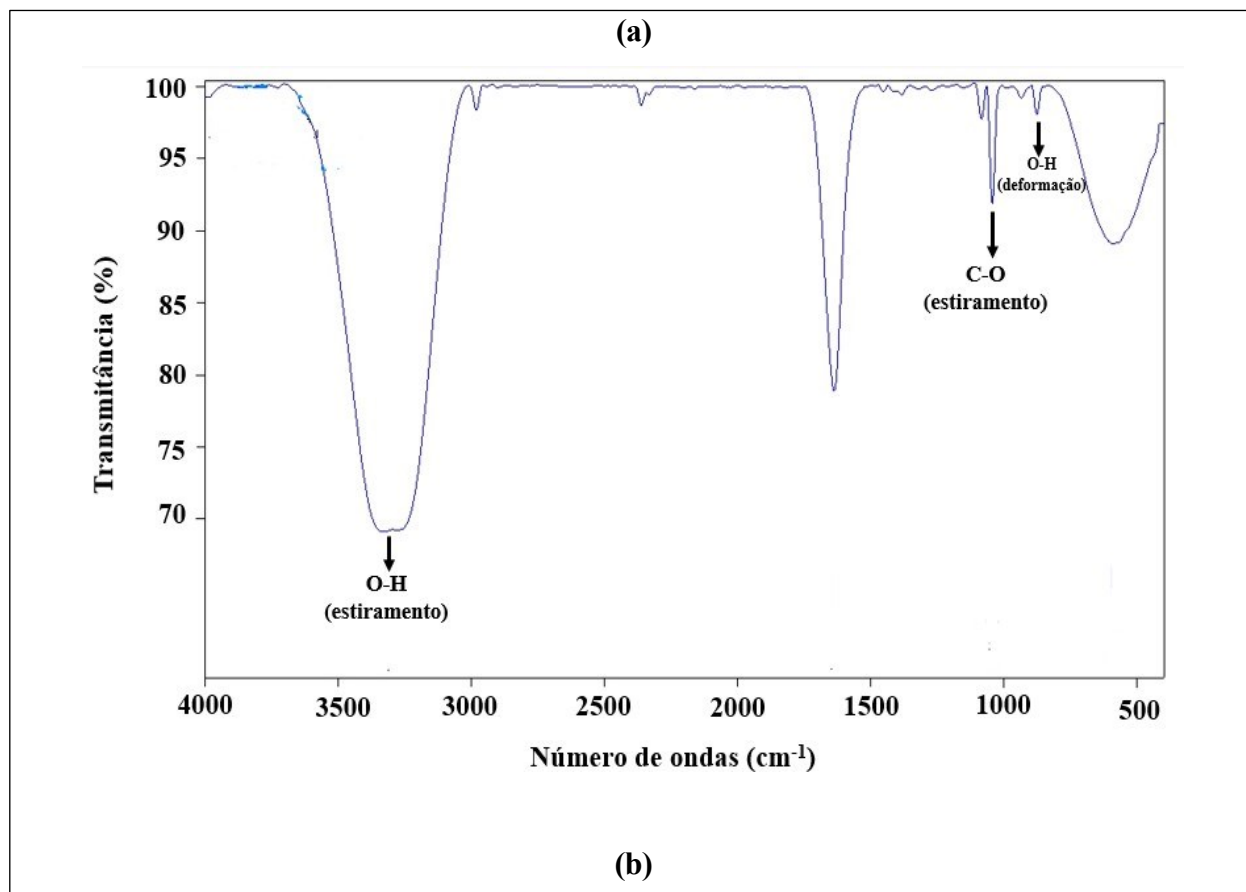 (a)
100
95
90
85
80
75
70
Transmitância (%)
O-H
(deformação)
C-O
(estiramento)
O-H
(estiramento)
4000 3500 3000 2500 2000 1500 1000 500
Número de ondas (cm-1)
(b)